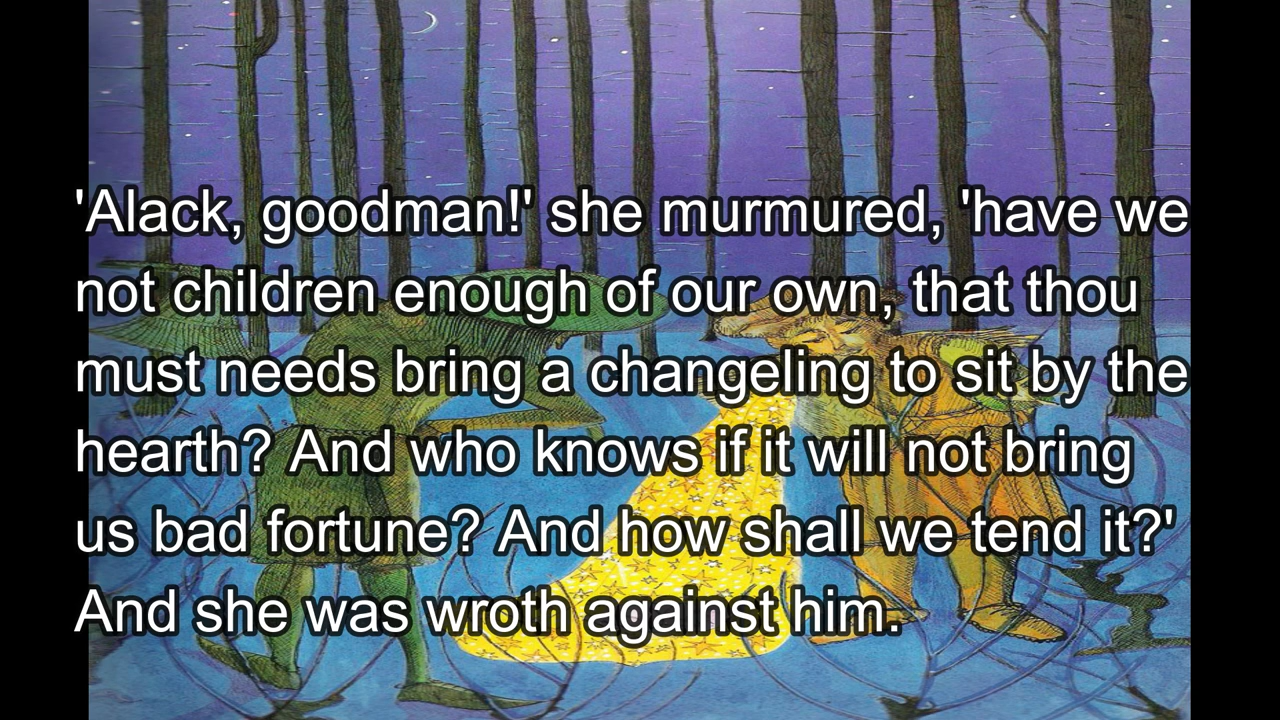 'Alack, goodman!' she murmured, 'have we
not children enough of our own, that thou
must needs bring a changeling to sit by the
hearth? And who knows if it will not bring
us bad fortune? And how shall we tend it?'
And she was wroth against him.